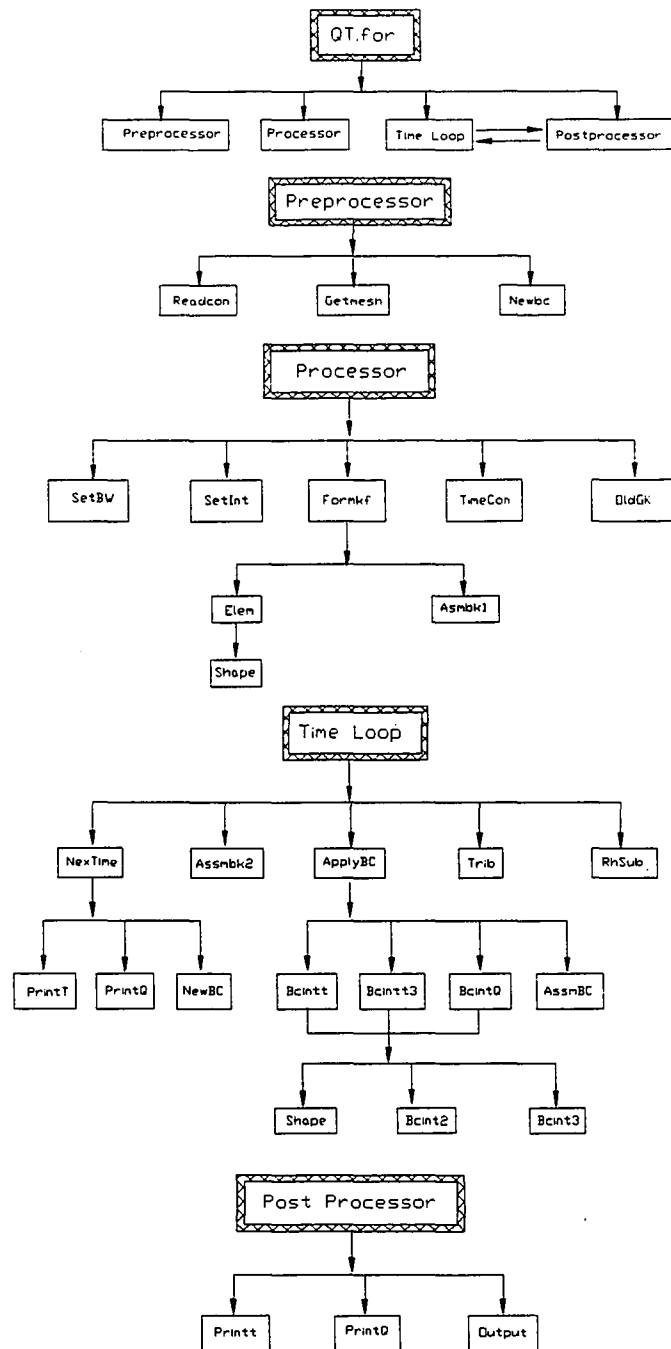 QT.for
Preprocessor Processor Time Loop Postprocessor
Preprocessor
Readcon Getmesh Newbc
Processor
SetBW SetInt Formkf TimeCon OldGK
Elem Asmbk1
Shape
Time Loop
NexTime Assmbk2 ApplyBC Trib RhSub
PrintT PrintQ NewBC Bcintt Bcintt3 BcintQ AssmBC
Shape Bcint2 Bcint3
Post Processor
Printt PrintQ Output